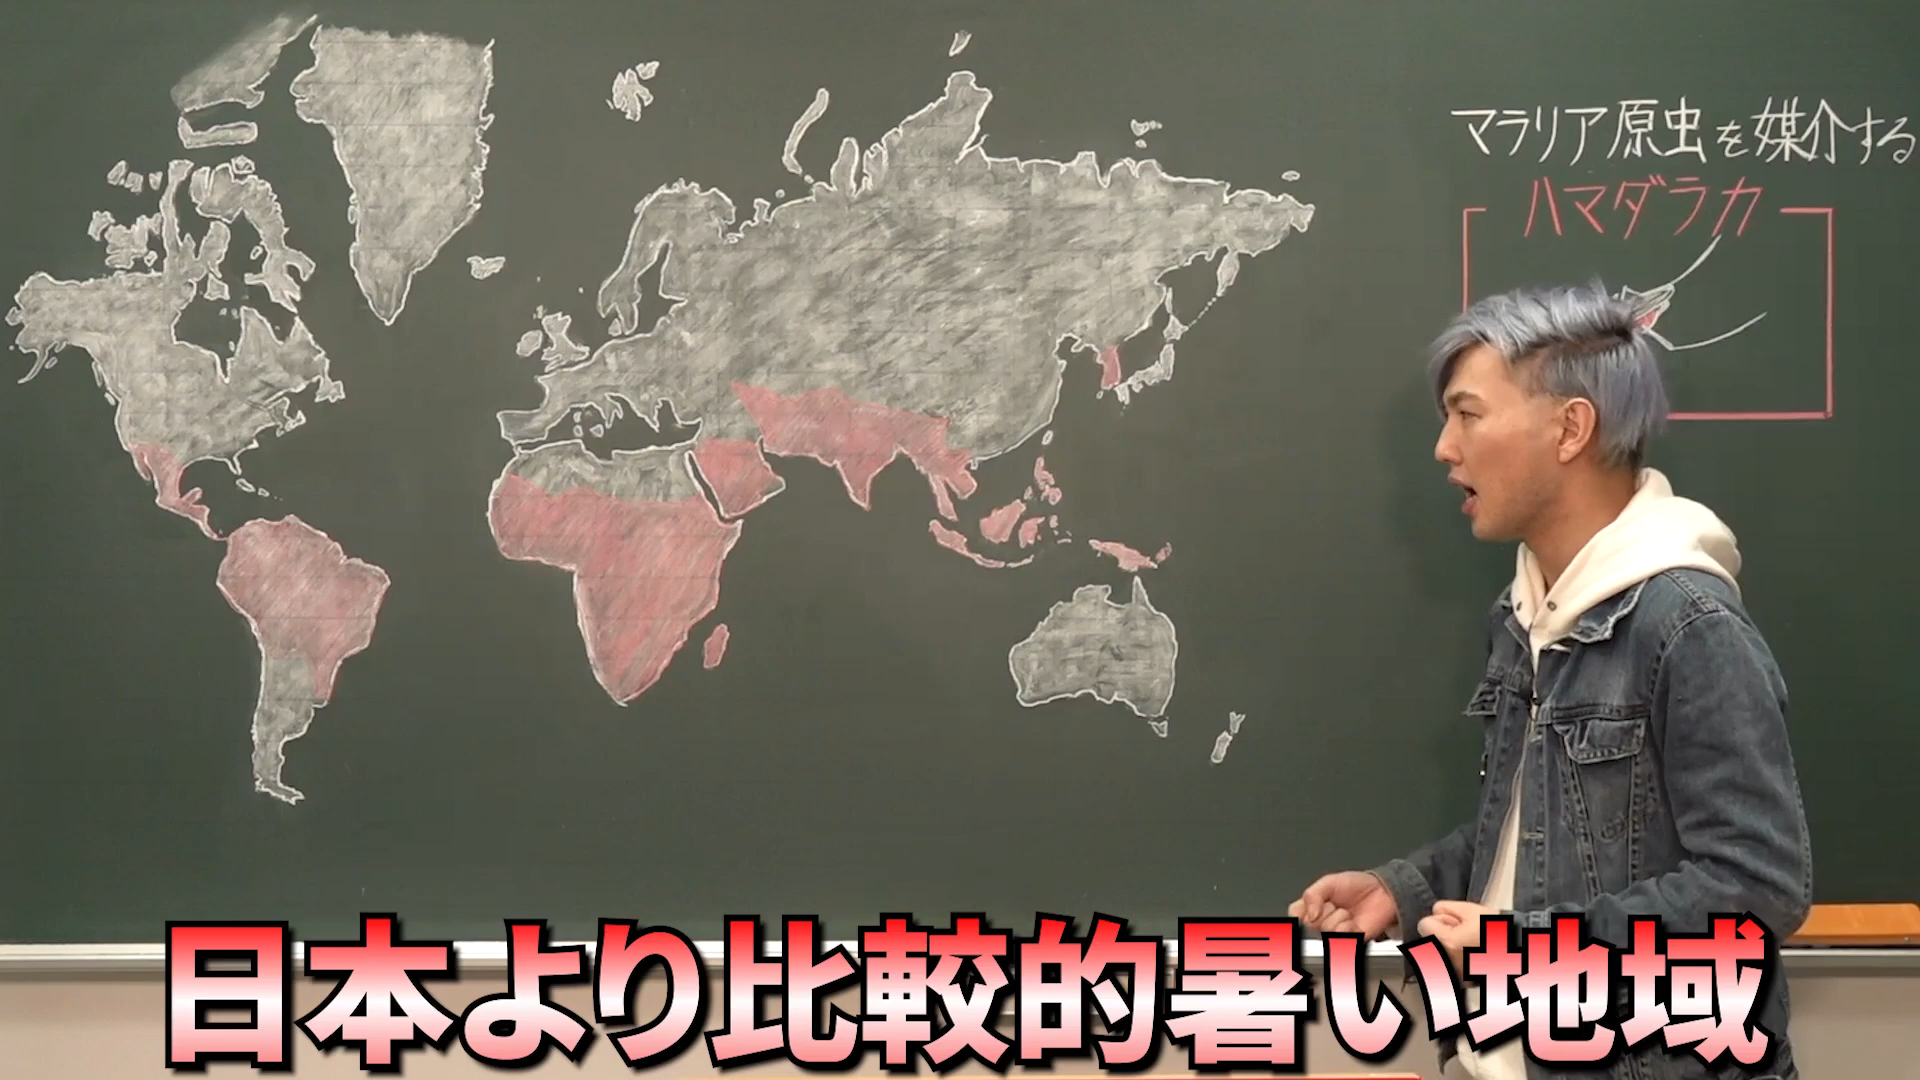 マラリア原虫を媒介する
ハマダラカ
日本より比較的暑い地域